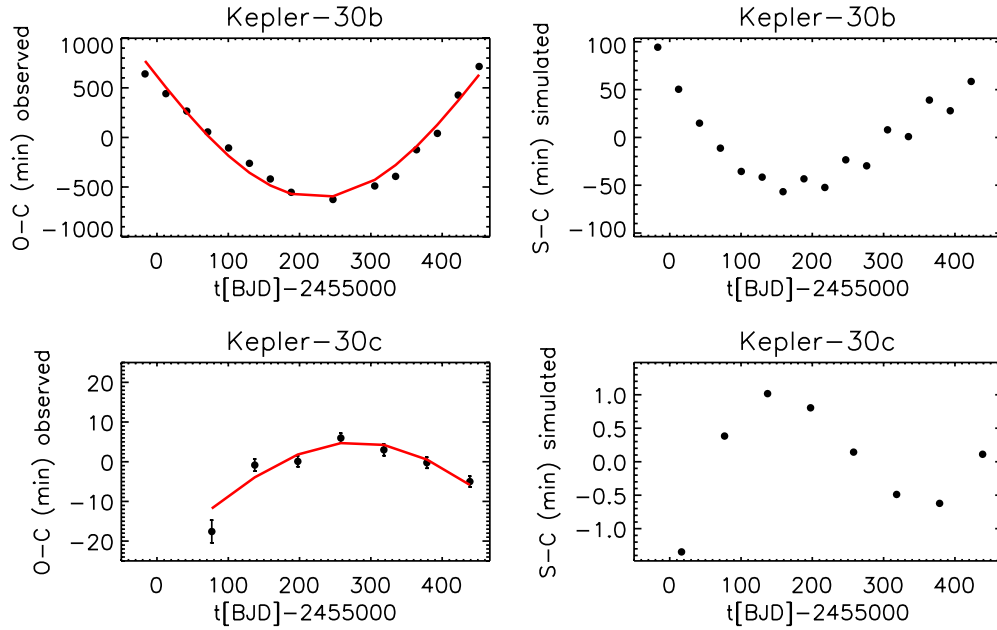 Kepler-30b
O-C (min) observed
1000
500
0
-500
-1000
0 100 200 300 400
t[BJD]-2455000
Kepler-30b
S-C (min) simulated
100
50
0
-50
-100
0 100 200 300 400
t[BJD]-2455000
Kepler-30c
O-C (min) observed
20
10
0
-10
-20
0 100 200 300 400
t[BJD]-2455000
Kepler-30c
S-C (min) simulated
1.0
0.5
0.0
-0.5
-1.0
0 100 200 300 400
t[BJD]-2455000